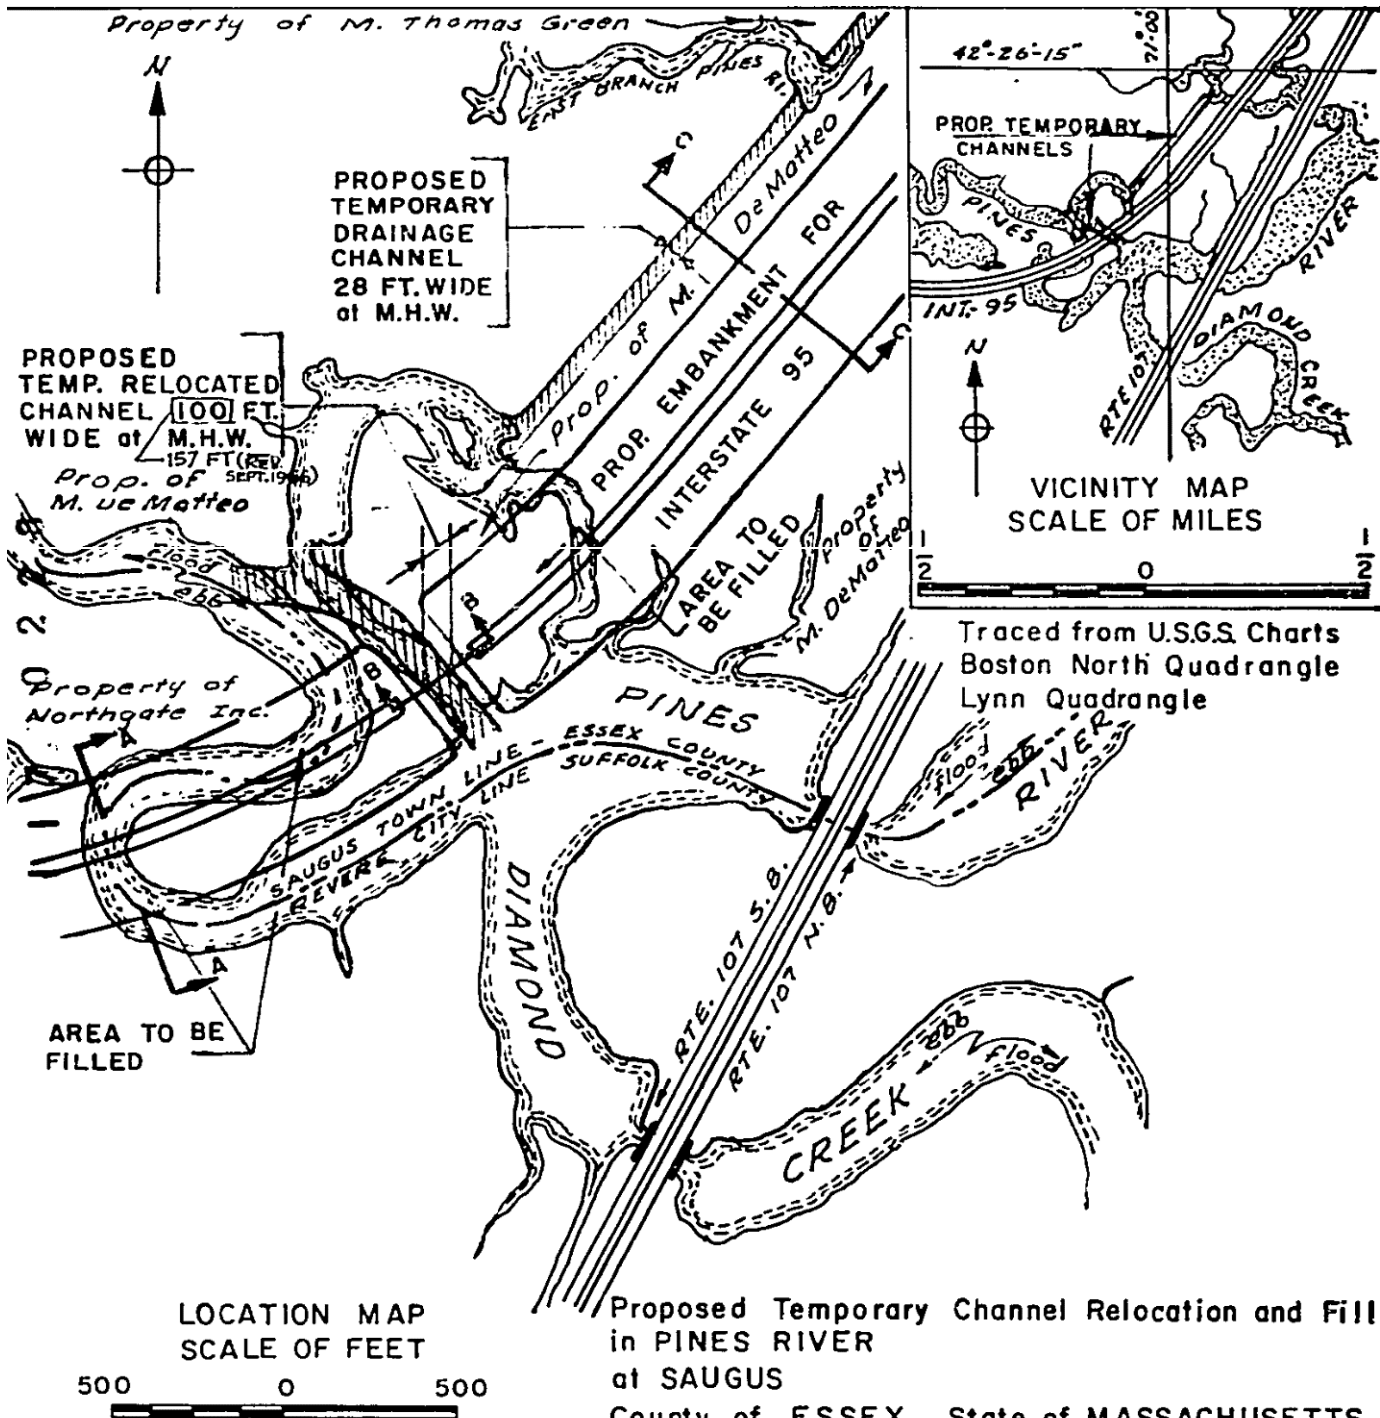 Property of M. Thomas Green
N
EAST BRANCH PINES RI.
PROPOSED
TEMPORARY
DRAINAGE
CHANNEL
28 FT. WIDE
at M.H.W.
C
C
Prop. of M. DeMatteo
PROP. EMBANKMENT FOR
INTERSTATE 95
PROPOSED
TEMP. RELOCATED
CHANNEL 100 FT.
WIDE at M.H.W.
157 FT (REV.
SEPT. 1966)
Prop. of
M. DeMatteo
flood
ebb
AREA TO
BE FILLED
Property
of
M. DeMatteo
B
B
Property of
Northgate Inc.
A
A
PINES
RIVER
flood
ebb
SAUGUS TOWN LINE - ESSEX COUNTY
REVERE CITY LINE SUFFOLK COUNTY
DIAMOND
CREEK
ebb
flood
RTE. 107 S.B.
RTE. 107 N.B.
AREA TO BE
FILLED
42°-26'-15"
71°-00'
PROP. TEMPORARY
CHANNELS
PINES
RIVER
INT.-95
RTE 107
DIAMOND
CREEK
N
VICINITY MAP
SCALE OF MILES
1/2 0 1/2
Traced from U.S.G.S. Charts
Boston North Quadrangle
Lynn Quadrangle
LOCATION MAP
SCALE OF FEET
500 0 500
Proposed Temporary Channel Relocation and Fill
in PINES RIVER
at SAUGUS
County of ESSEX State of MASSACHUSETTS